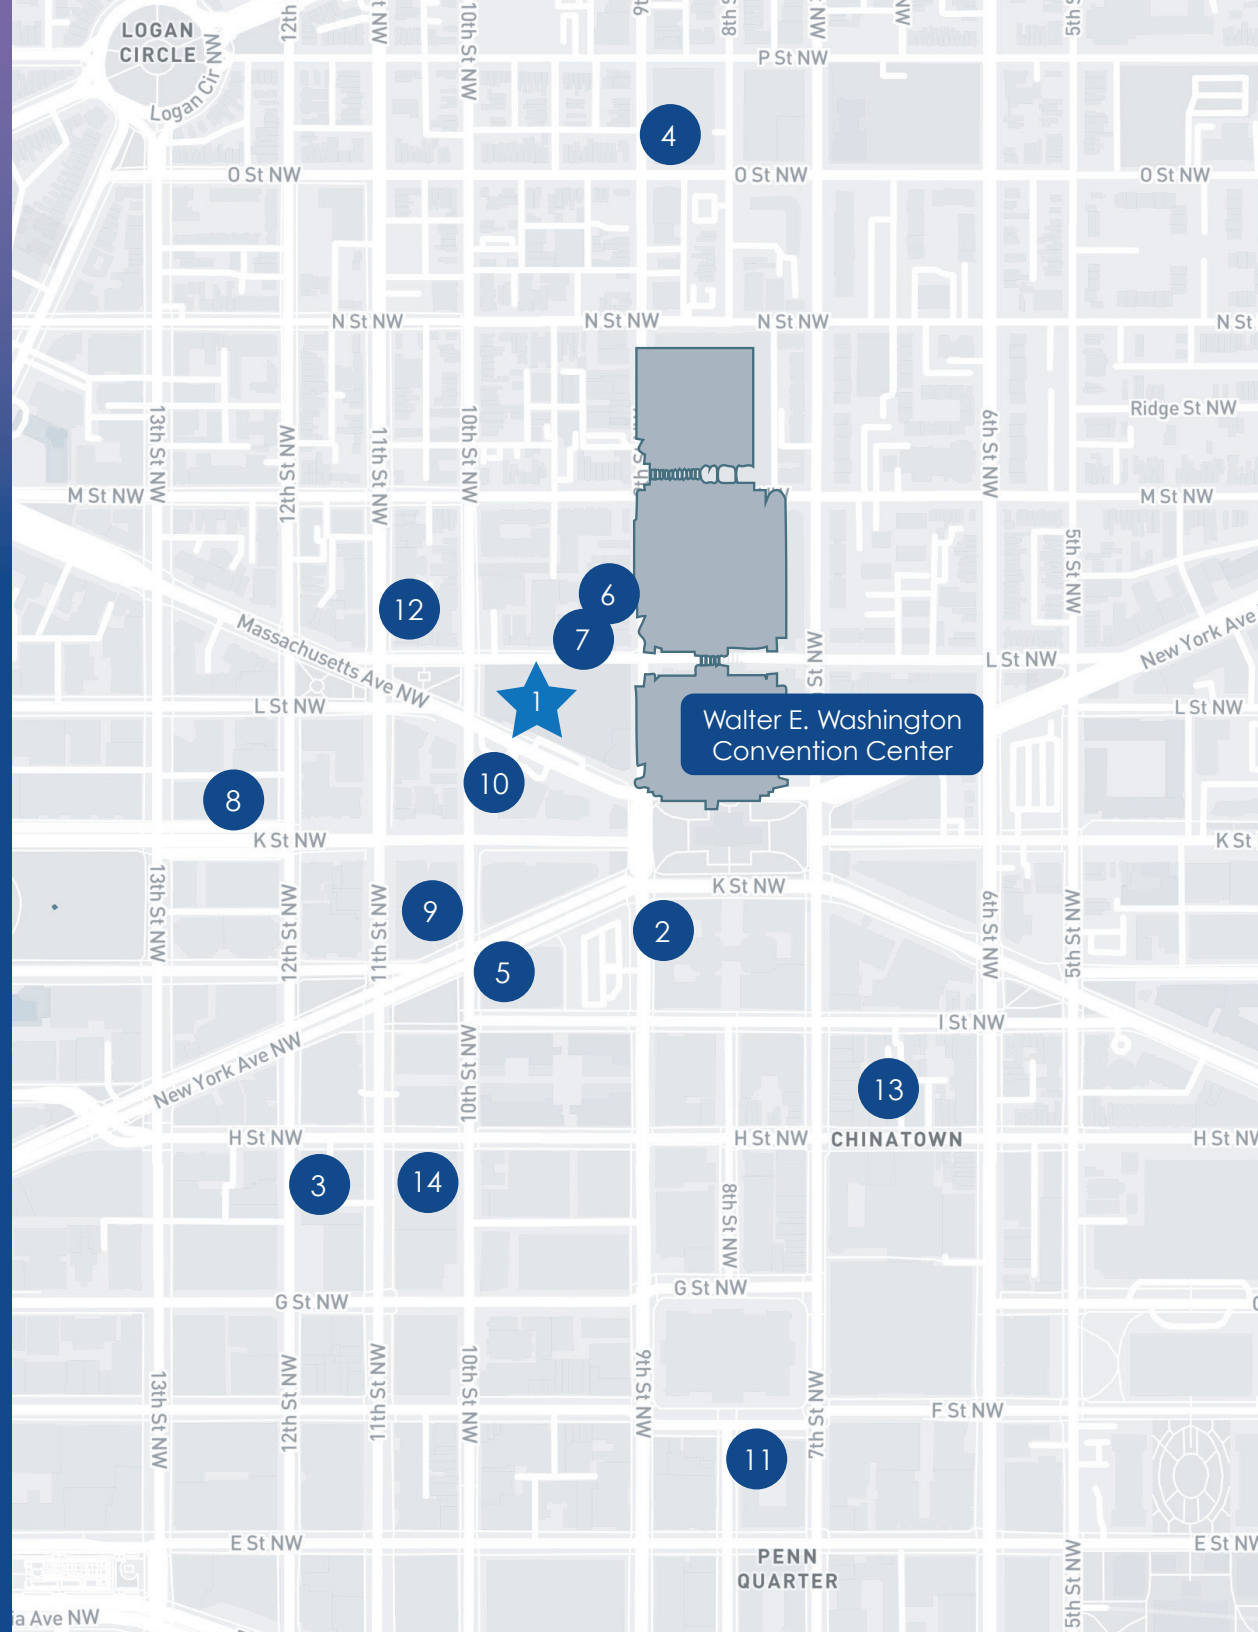 LOGAN
CIRCLE
Logan Cir NW
12th
10th St NW
8th S
NW
NW
5th S
P St NW
4
O St NW
O St NW
O St NW
N St NW
N St NW
N St NW
N St
13th St NW
12th St NW
11th St NW
10th St NW
6th St NW
Ridge St NW
M St NW
M St NW
5th St NW
12
6
7
Massachusetts Ave NW
New York Ave
L St NW
1
L St NW
L St NW
Walter E. Washington
Convention Center
10
8
K St NW
K St
K St NW
13th St NW
12th St NW
11th St NW
9
2
5
6th St NW
5th St NW
I St NW
New York Ave NW
10th St NW
13
H St NW
H St NW
CHINATOWN
H St NW
3
14
8th St NW
G St NW
G St NW
13th St NW
12th St NW
11th St NW
10th St NW
9th St NW
7th St NW
F St NW
11
E St NW
E St NW
PENN
QUARTER
5th St NW
ia Ave NW